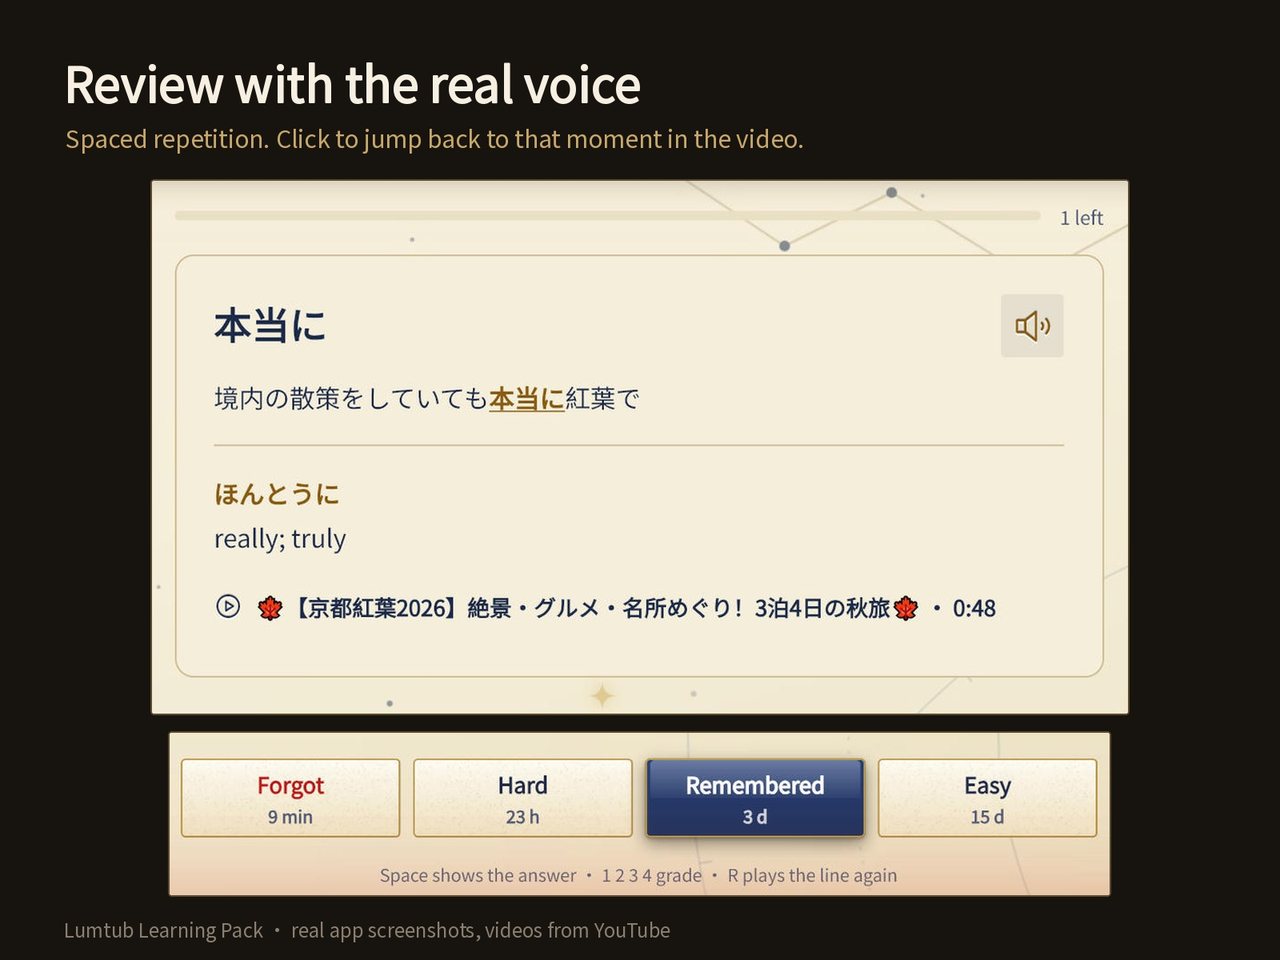 Review with the real voice
Spaced repetition. Click to jump back to that moment in the video.
1 left
本当に
境内の散策をしていても本当に紅葉で
ほんとうに
really; truly
🍁【京都紅葉2026】絶景・グルメ・名所めぐり！3泊4日の秋旅🍁 • 0:48
Forgot
9 min
Hard
23 h
Remembered
3 d
Easy
15 d
Space shows the answer • 1 2 3 4 grade • R plays the line again
Lumtub Learning Pack • real app screenshots, videos from YouTube